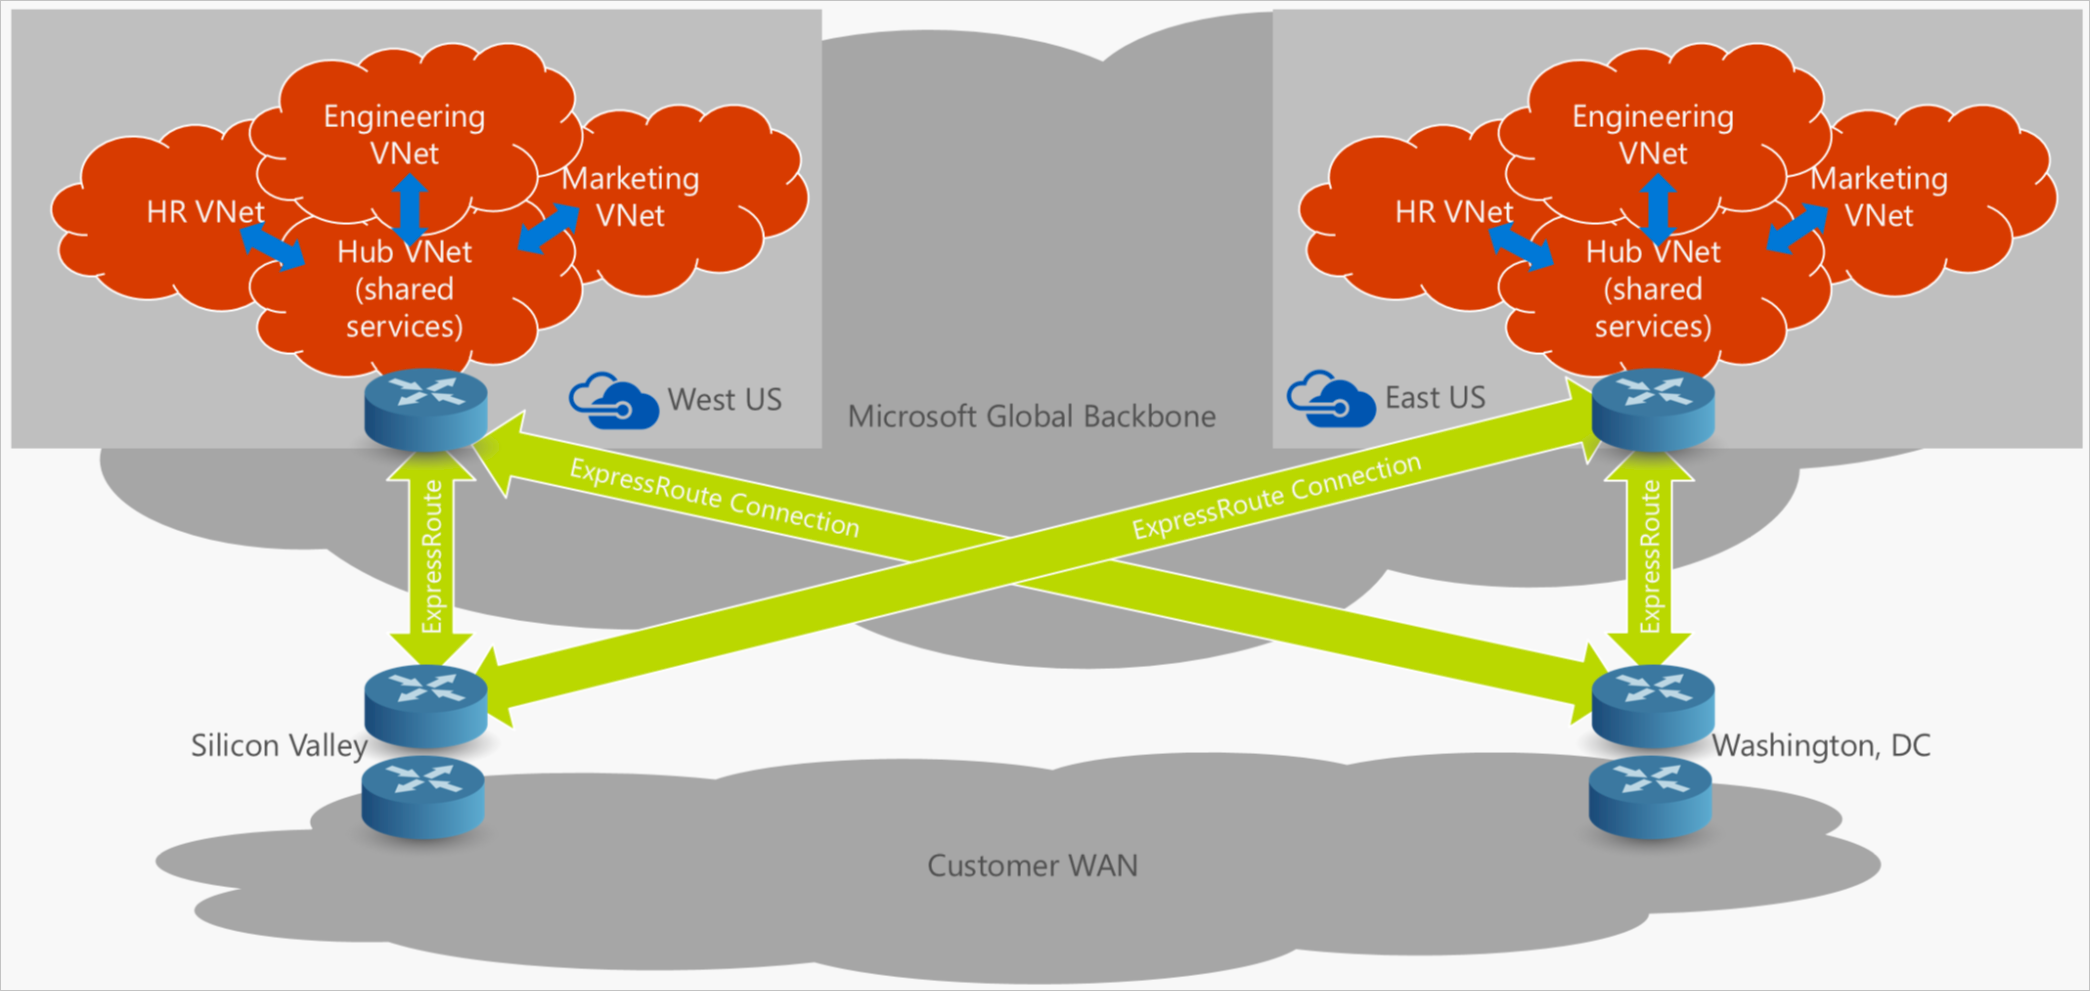 Engineering
VNet
HR VNet
Marketing
VNet
Hub VNet
(shared
services)
West US
Microsoft Global Backbone
Engineering
VNet
HR VNet
Marketing
VNet
Hub VNet
(shared
services)
East US
ExpressRoute Connection
ExpressRoute Connection
ExpressRoute
ExpressRoute
Silicon Valley
Washington, DC
Customer WAN